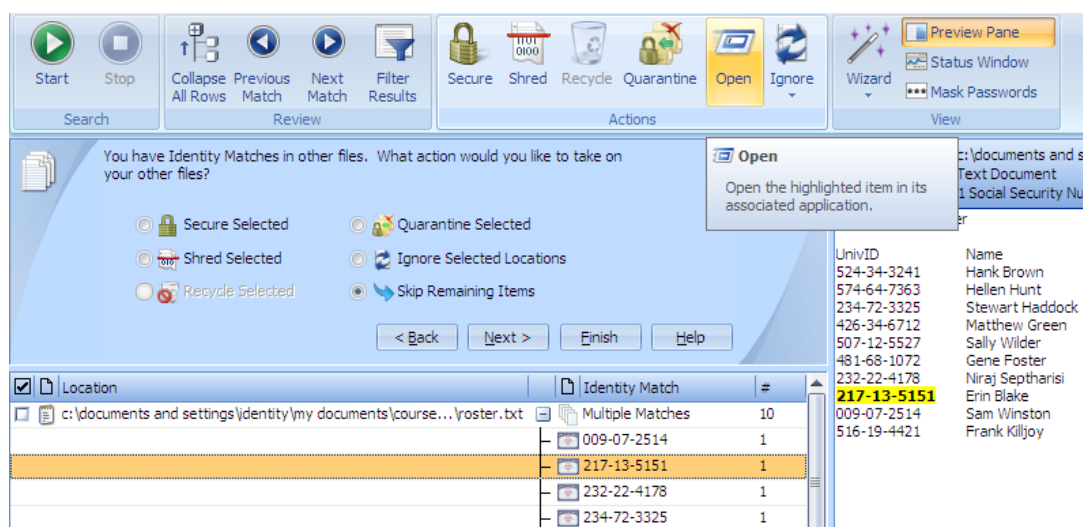 Start
Stop
Collapse All Rows
Previous Match
Next Match
Filter Results
Secure
Shred
Recycle
Quarantine
Open
Ignore
Wizard
Preview Pane
Status Window
Mask Passwords
Search
Review
Actions
View
You have Identity Matches in other files. What action would you like to take on
your other files?
Secure Selected
Quarantine Selected
Shred Selected
Ignore Selected Locations
Recycle Selected
Skip Remaining Items
< Back
Next >
Finish
Help
Open
Open the highlighted item in its
associated application.
c:\documents and s
Text Document
1 Social Security Nu
er
UnivID Name
524-34-3241 Hank Brown
574-64-7363 Hellen Hunt
234-72-3325 Stewart Haddock
426-34-6712 Matthew Green
507-12-5527 Sally Wilder
481-68-1072 Gene Foster
232-22-4178 Niraj Septharisi
217-13-5151 Erin Blake
009-07-2514 Sam Winston
516-19-4421 Frank Killjoy
Location Identity Match #
c:\documents and settings\identity\my documents\course...\roster.txt Multiple Matches 10
009-07-2514 1
217-13-5151 1
232-22-4178 1
234-72-3325 1